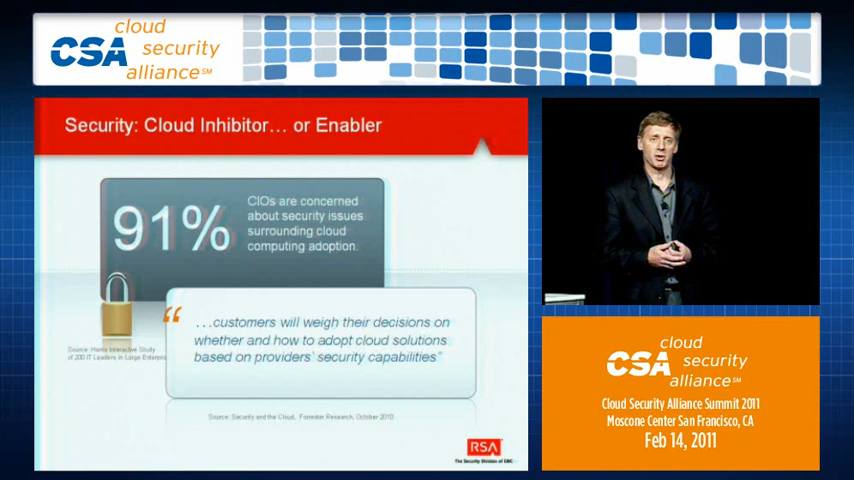 cloud
CSA security
alliance℠
Security: Cloud Inhibitor... or Enabler
91%
CIOs are concerned
about security issues
surrounding cloud
computing adoption.
“
...customers will weigh their decisions on
whether and how to adopt cloud solutions
based on providers' security capabilities”
Source: Harris Interactive Study
of 200 IT Leaders in Large Enterpris
Source: Security and the Cloud, Forrester Research, October 2010
RSA
The Security Division of EMC
cloud
CSA security
alliance℠
Cloud Security Alliance Summit 2011
Moscone Center San Francisco, CA
Feb 14, 2011